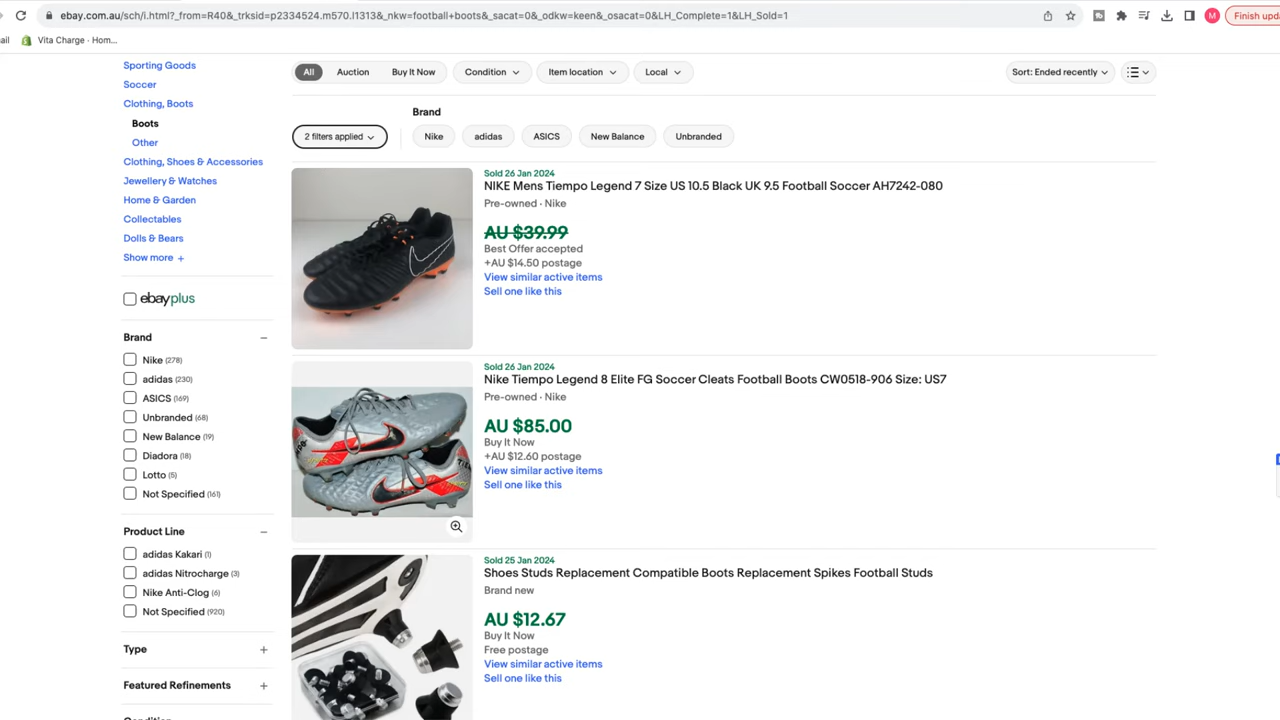 ebay.com.au/sch/i.html?_from=R40&_trksid=p2334524.m570.l1313&_nkw=football+boots&_sacat=0&_odkw=keen&_osacat=0&LH_Complete=1&LH_Sold=1
M
Finish upda
ail
Vita Charge · Hom...
Sporting Goods
Soccer
Clothing, Boots
Boots
Other
Clothing, Shoes & Accessories
Jewellery & Watches
Home & Garden
Collectables
Dolls & Bears
Show more +
ebayplus
Brand
Nike (278)
adidas (230)
ASICS (169)
Unbranded (68)
New Balance (19)
Diadora (18)
Lotto (5)
Not Specified (161)
Product Line
adidas Kakari (1)
adidas Nitrocharge (3)
Nike Anti-Clog (6)
Not Specified (920)
Type
Featured Refinements
Condition
All Auction Buy It Now Condition Item location Local Sort: Ended recently
Brand
2 filters applied Nike adidas ASICS New Balance Unbranded
Sold 26 Jan 2024
NIKE Mens Tiempo Legend 7 Size US 10.5 Black UK 9.5 Football Soccer AH7242-080
Pre-owned · Nike
AU $39.99
Best Offer accepted
+AU $14.50 postage
View similar active items
Sell one like this
Sold 26 Jan 2024
Nike Tiempo Legend 8 Elite FG Soccer Cleats Football Boots CW0518-906 Size: US7
Pre-owned · Nike
AU $85.00
Buy It Now
+AU $12.60 postage
View similar active items
Sell one like this
Sold 25 Jan 2024
Shoes Studs Replacement Compatible Boots Replacement Spikes Football Studs
Brand new
AU $12.67
Buy It Now
Free postage
View similar active items
Sell one like this